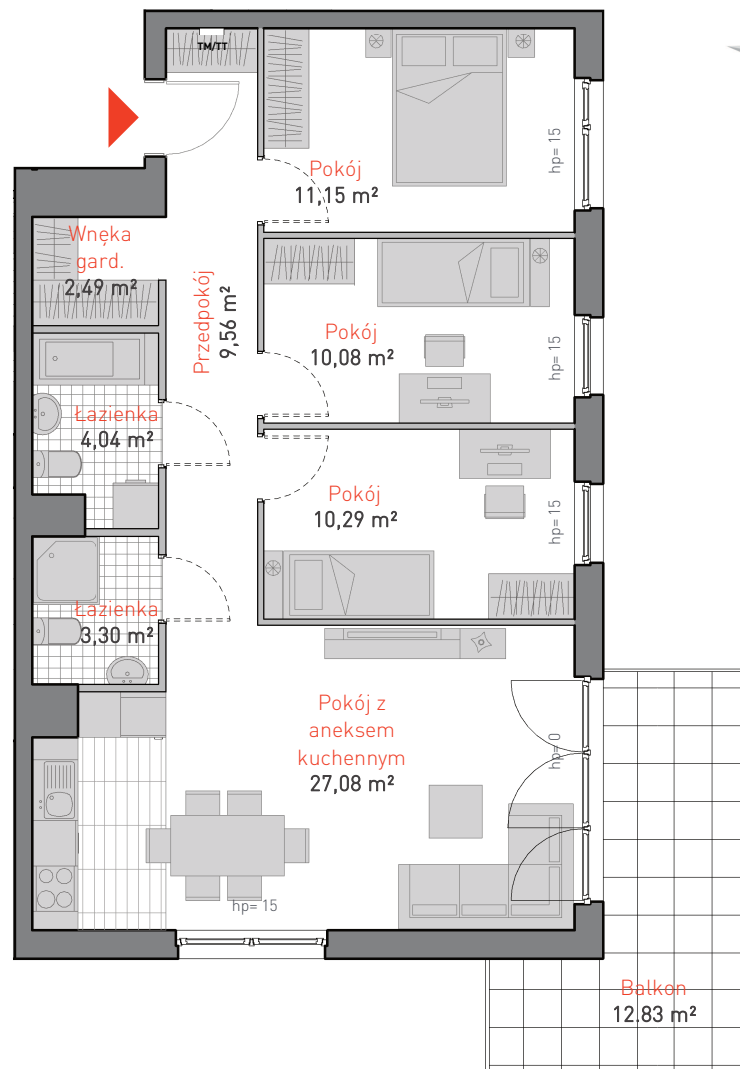 TM/TT
Pokój
11,15 m²
hp= 15
Wnęka
gard.
2,49 m²
Przedpokój
9,56 m²
Pokój
10,08 m²
hp= 15
Łazienka
4,04 m²
Pokój
10,29 m²
hp= 15
Łazienka
3,30 m²
Pokój z
aneksem
kuchennym
27,08 m²
hp= 0
hp= 15
Balkon
12.83 m²